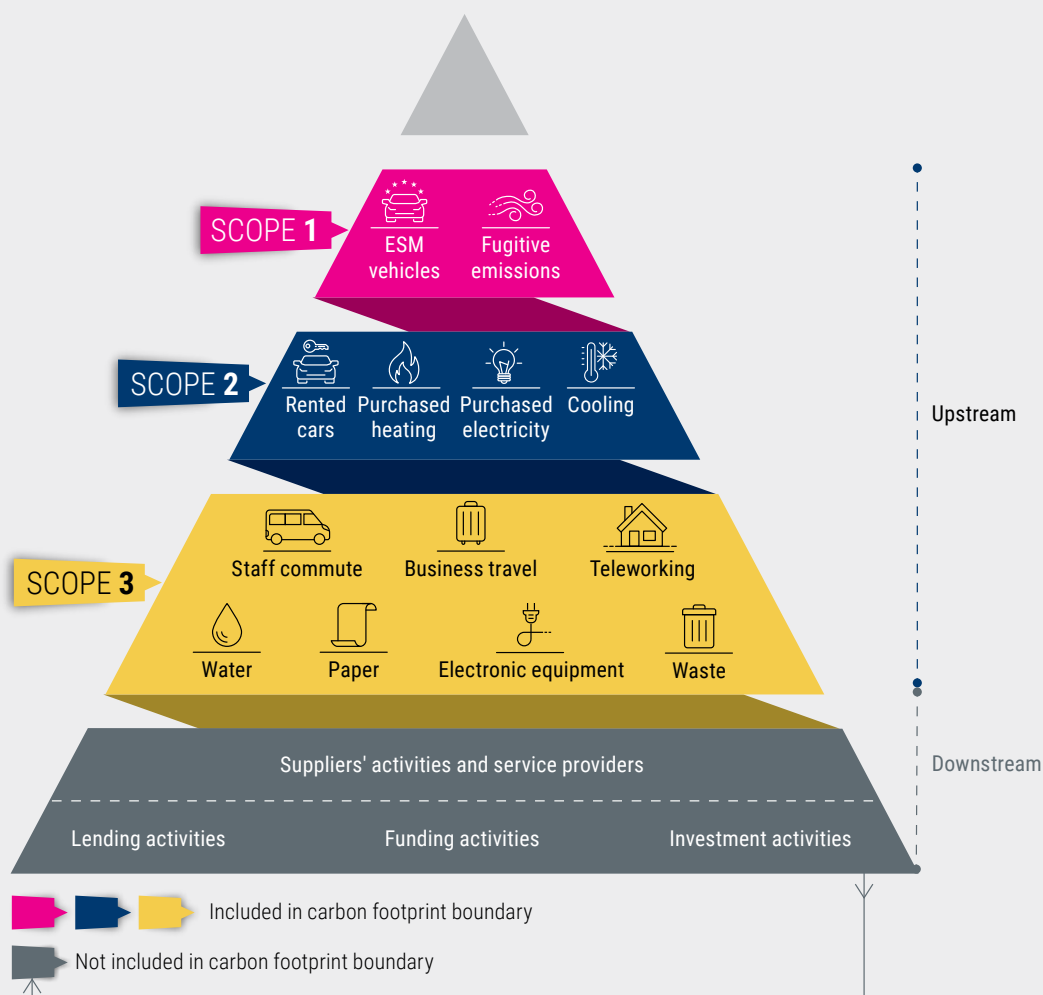 SCOPE 1
ESM
vehicles
Fugitive
emissions
SCOPE 2
Rented
cars
Purchased
heating
Purchased
electricity
Cooling
Upstream
SCOPE 3
Staff commute
Business travel
Teleworking
Water
Paper
Electronic equipment
Waste
Suppliers' activities and service providers
Downstream
Lending activities
Funding activities
Investment activities
Included in carbon footprint boundary
Not included in carbon footprint boundary